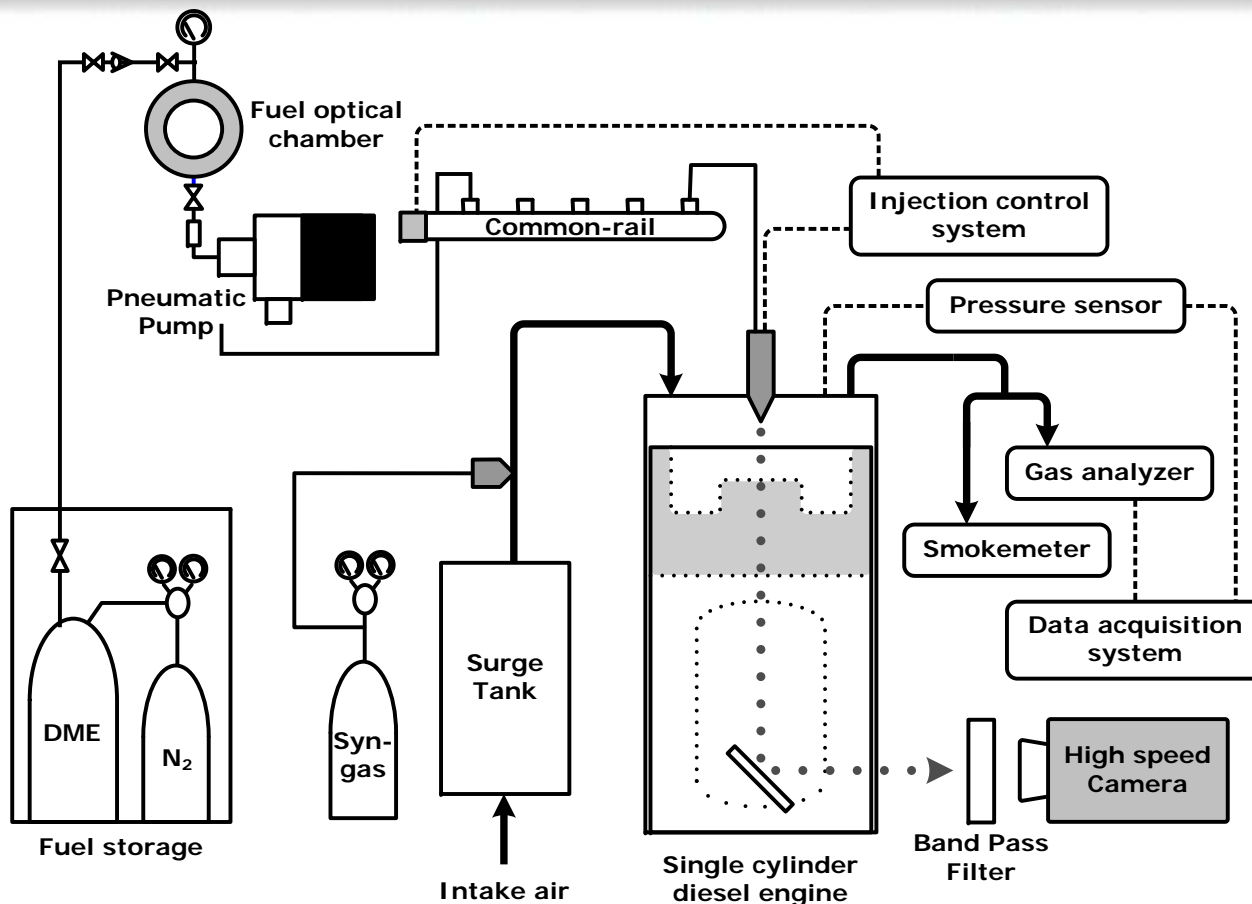 Fuel optical
chamber
Injection control
system
Common-rail
Pneumatic
Pump
Pressure sensor
Gas analyzer
Smokemeter
Data acquisition
system
Surge
Tank
DME
N₂
Syn-
gas
High speed
Camera
Fuel storage
Band Pass
Filter
Single cylinder
diesel engine
Intake air